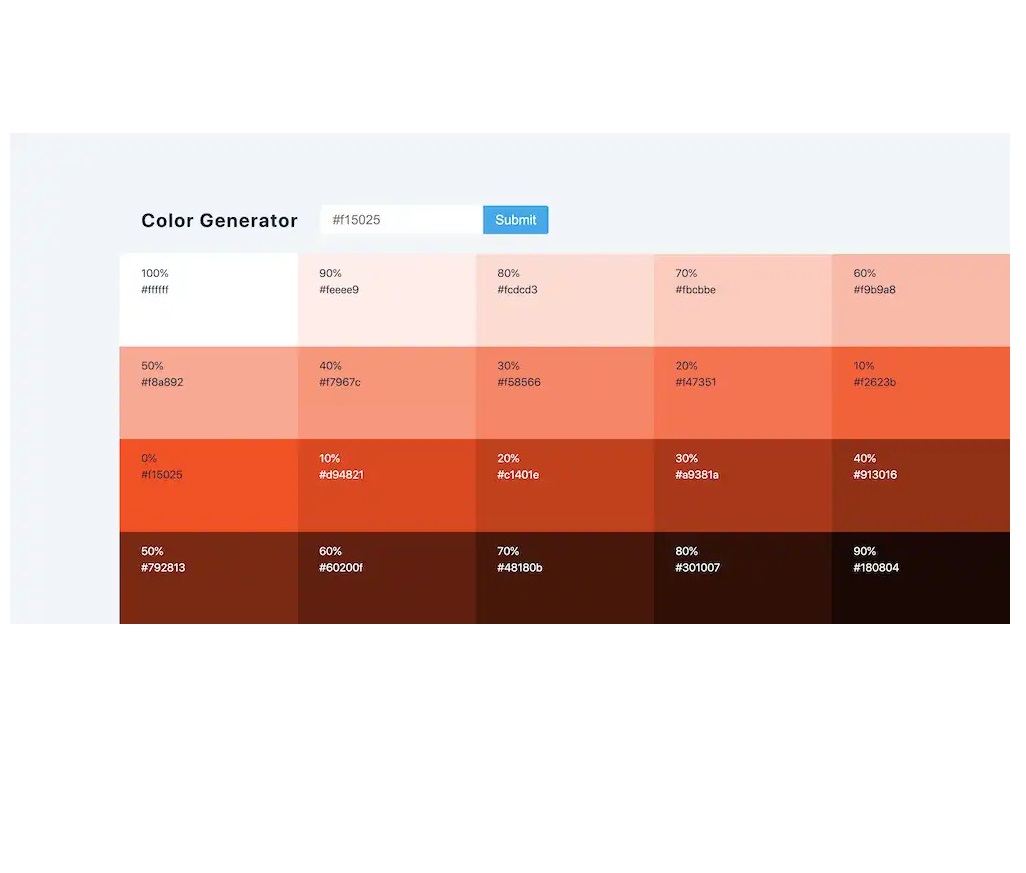 Color Generator
#f15025
Submit
100%
#ffffff
90%
#feeee9
80%
#fcdcd3
70%
#fbcbbe
60%
#f9b9a8
50%
#f8a892
40%
#f7967c
30%
#f58566
20%
#f47351
10%
#f2623b
0%
#f15025
10%
#d94821
20%
#c1401e
30%
#a9381a
40%
#913016
50%
#792813
60%
#60200f
70%
#48180b
80%
#301007
90%
#180804